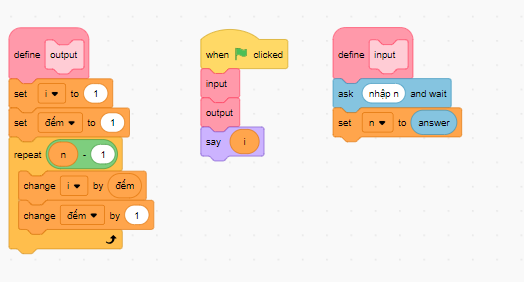 define output
set i to 1
set đếm to 1
repeat n - 1
change i by đếm
change đếm by 1
when clicked
input
output
say i
define input
ask nhập n and wait
set n to answer